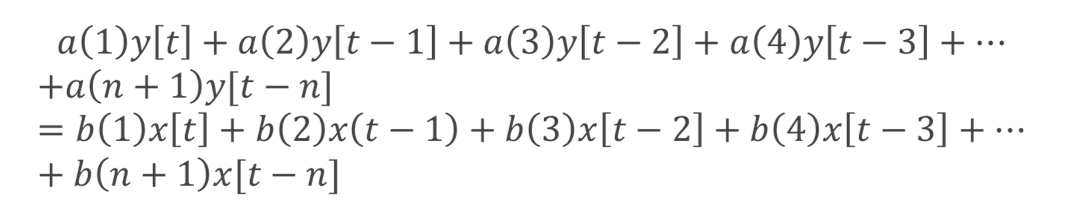 a(1)y[t] + a(2)y[t − 1] + a(3)y[t − 2] + a(4)y[t − 3] + ⋯
+a(n + 1)y[t − n]
= b(1)x[t] + b(2)x(t − 1) + b(3)x[t − 2] + b(4)x[t − 3] + ⋯
+ b(n + 1)x[t − n]